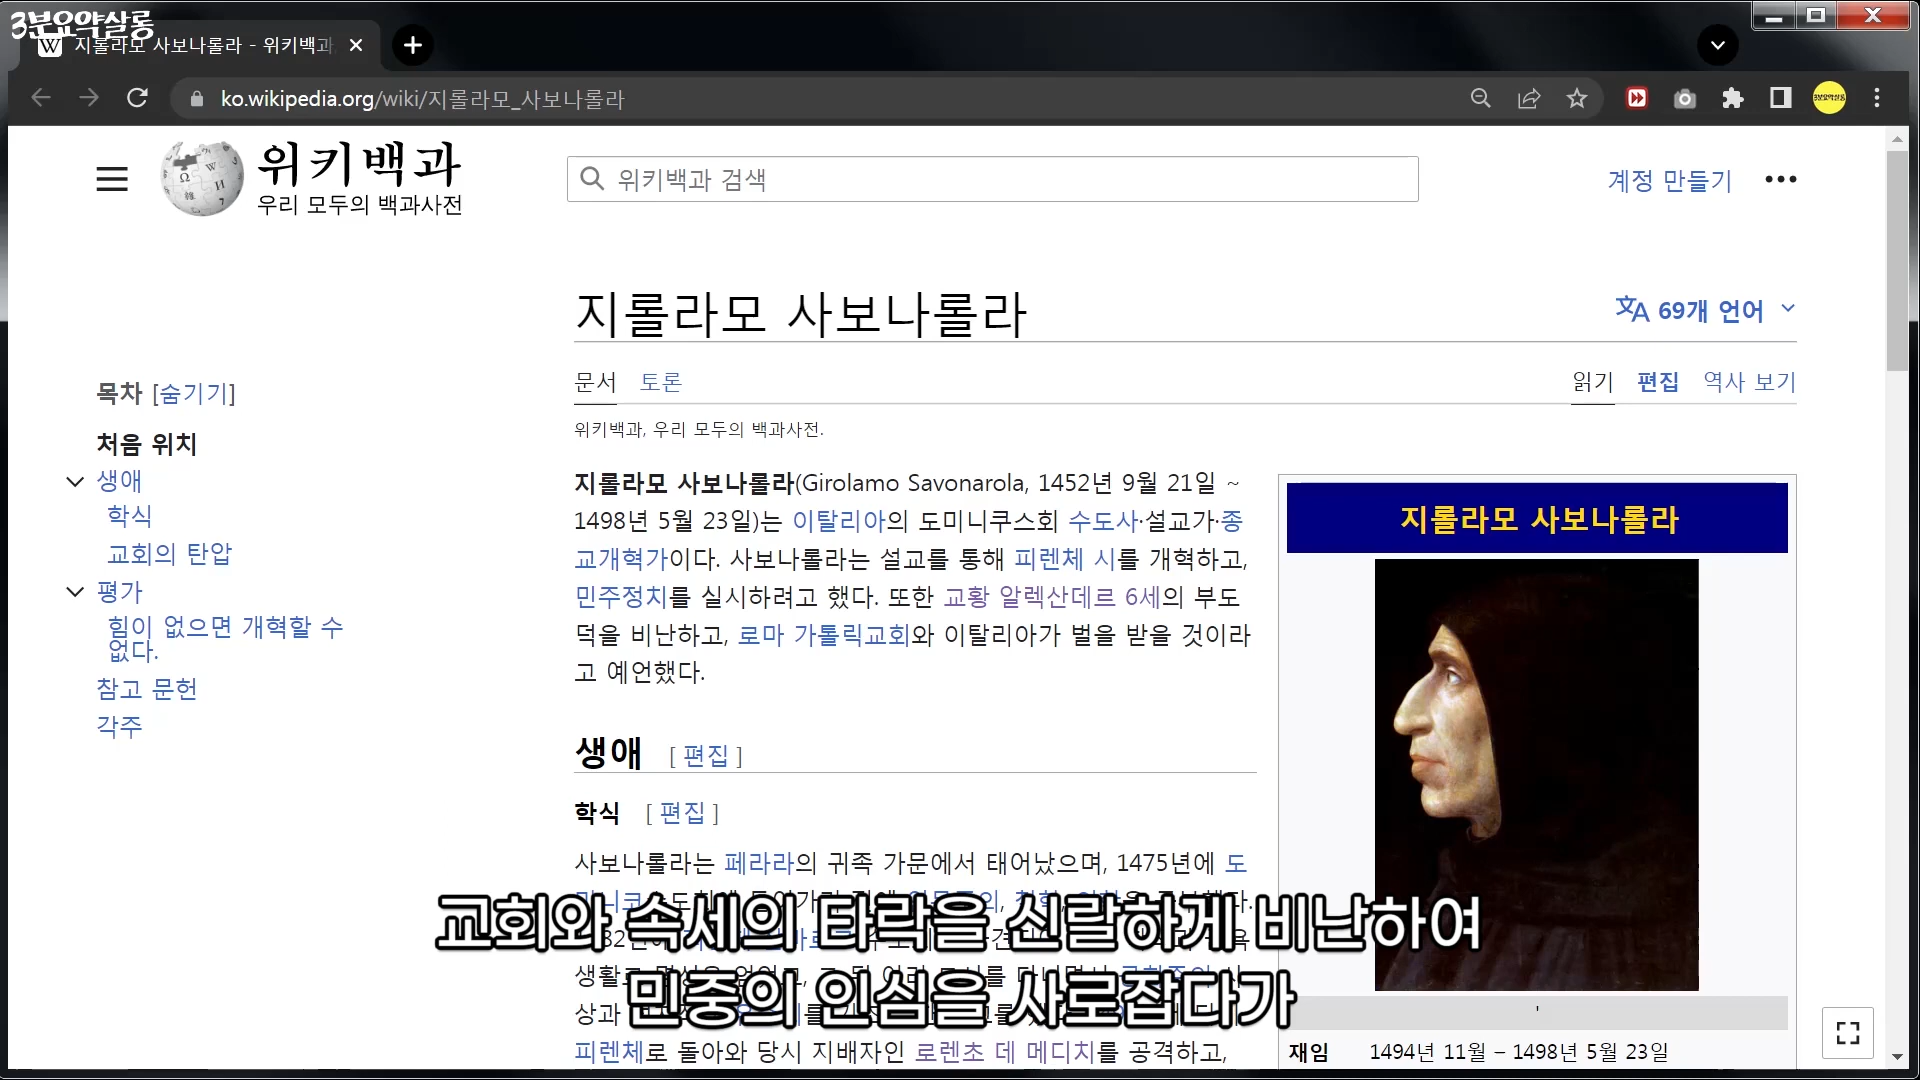 3분요약살롱
지롤라모 사보나롤라 - 위키백과
ko.wikipedia.org/wiki/지롤라모_사보나롤라
위키백과
우리 모두의 백과사전
위키백과 검색
계정 만들기
지롤라모 사보나롤라
69개 언어
문서 토론
읽기 편집 역사 보기
위키백과, 우리 모두의 백과사전.
목차 [숨기기]
처음 위치
생애
학식
교회의 탄압
평가
힘이 없으면 개혁할 수
없다.
참고 문헌
각주
지롤라모 사보나롤라(Girolamo Savonarola, 1452년 9월 21일 ~
1498년 5월 23일)는 이탈리아의 도미니쿠스회 수도사·설교가·종
교개혁가이다. 사보나롤라는 설교를 통해 피렌체 시를 개혁하고,
민주정치를 실시하려고 했다. 또한 교황 알렉산데르 6세의 부도
덕을 비난하고, 로마 가톨릭교회와 이탈리아가 벌을 받을 것이라
고 예언했다.
생애 [ 편집 ]
학식 [ 편집 ]
사보나롤라는 페라라의 귀족 가문에서 태어났으며, 1475년에 도
생활로
상과
피렌체로 돌아와 당시 지배자인 로렌초 데 메디치를 공격하고,
지롤라모 사보나롤라
재임 1494년 11월 – 1498년 5월 23일
교회와 속세의 타락을 신랄하게 비난하여
민중의 인심을 사로잡다가